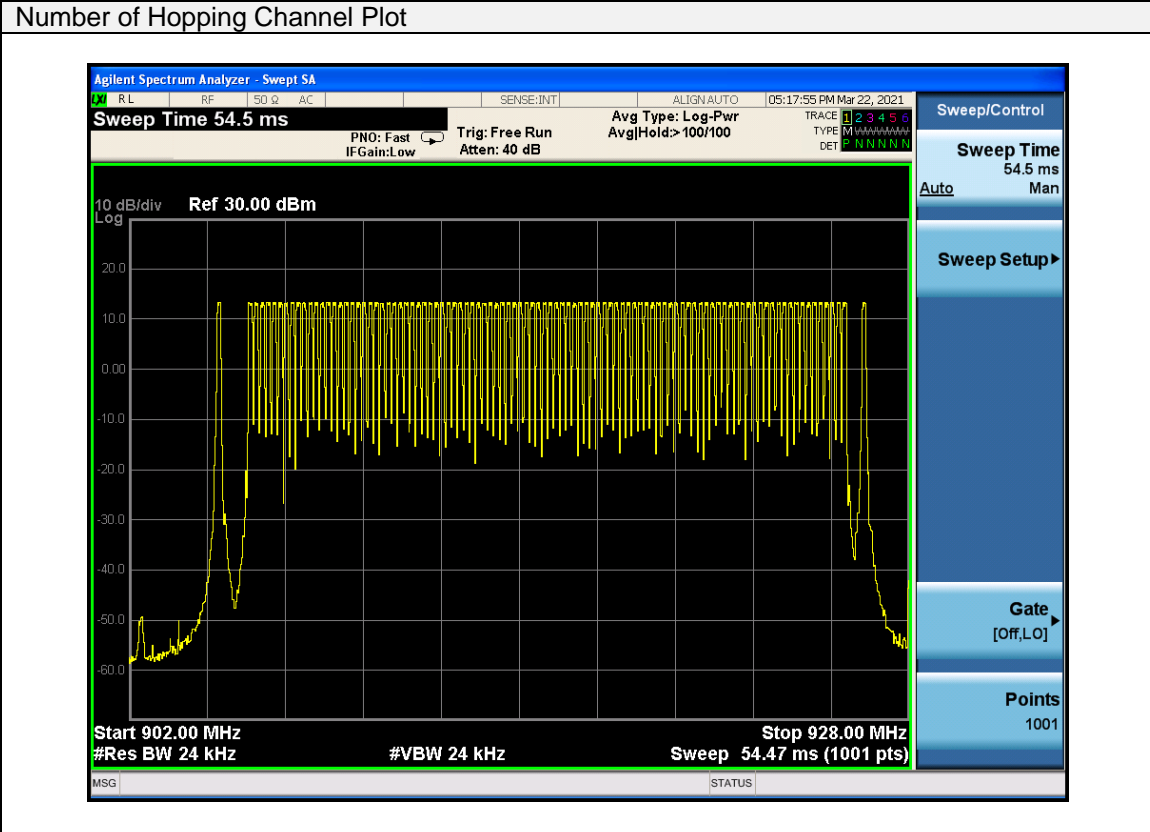 Number of Hopping Channel Plot
Agilent Spectrum Analyzer - Swept SA
LXI RL RF 50 Ω AC SENSE:INT ALIGNAUTO 05:17:55 PM Mar 22, 2021
Sweep Time 54.5 ms
PNO: Fast
IFGain:Low
Trig: Free Run
Atten: 40 dB
Avg Type: Log-Pwr
Avg|Hold:> 100/100
TRACE 1 2 3 4 5 6
TYPE M WWWWW
DET P N N N N N
10 dB/div Ref 30.00 dBm
Log
20.0
10.0
0.00
-10.0
-20.0
-30.0
-40.0
-50.0
-60.0
Start 902.00 MHz Stop 928.00 MHz
#Res BW 24 kHz #VBW 24 kHz Sweep 54.47 ms (1001 pts)
MSG STATUS
Sweep/Control
Sweep Time
54.5 ms
Auto Man
Sweep Setup
Gate
[Off,LO]
Points
1001